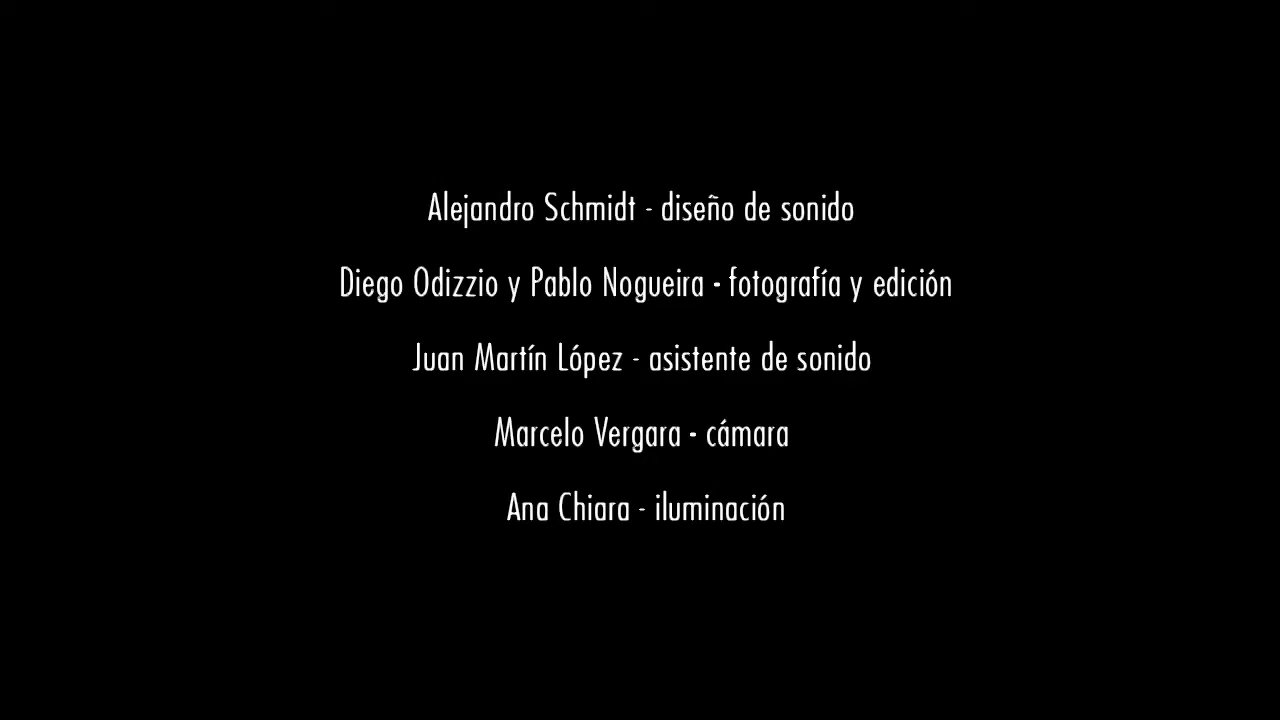 Alejandro Schmidt - diseño de sonido
Diego Odizzio y Pablo Nogueira - fotografía y edición
Juan Martín López - asistente de sonido
Marcelo Vergara - cámara
Ana Chiara - iluminación